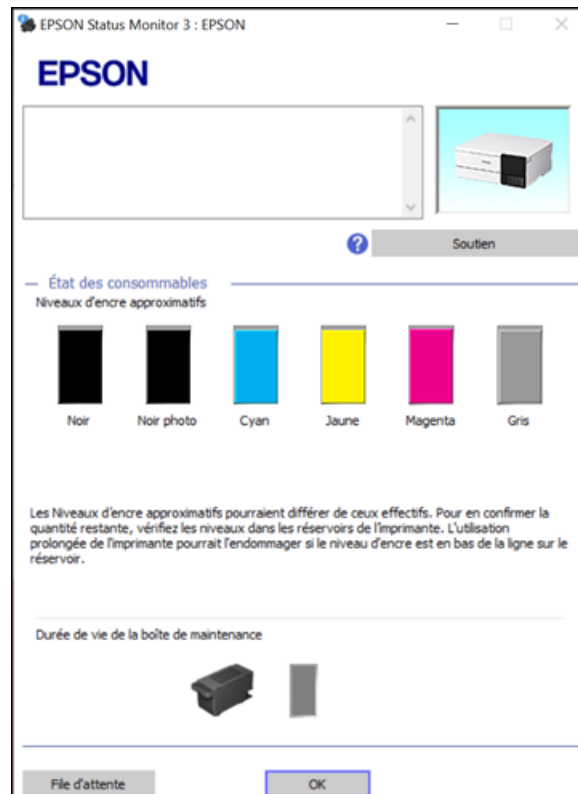 EPSON Status Monitor 3 : EPSON
EPSON
Soutien
État des consommables
Niveaux d'encre approximatifs
Noir Noir photo Cyan Jaune Magenta Gris
Les Niveaux d'encre approximatifs pourraient différer de ceux effectifs. Pour en confirmer la
quantité restante, vérifiez les niveaux dans les réservoirs de l'imprimante. L'utilisation
prolongée de l'imprimante pourrait l'endommager si le niveau d'encre est en bas de la ligne sur le
réservoir.
Durée de vie de la boîte de maintenance
File d'attente OK